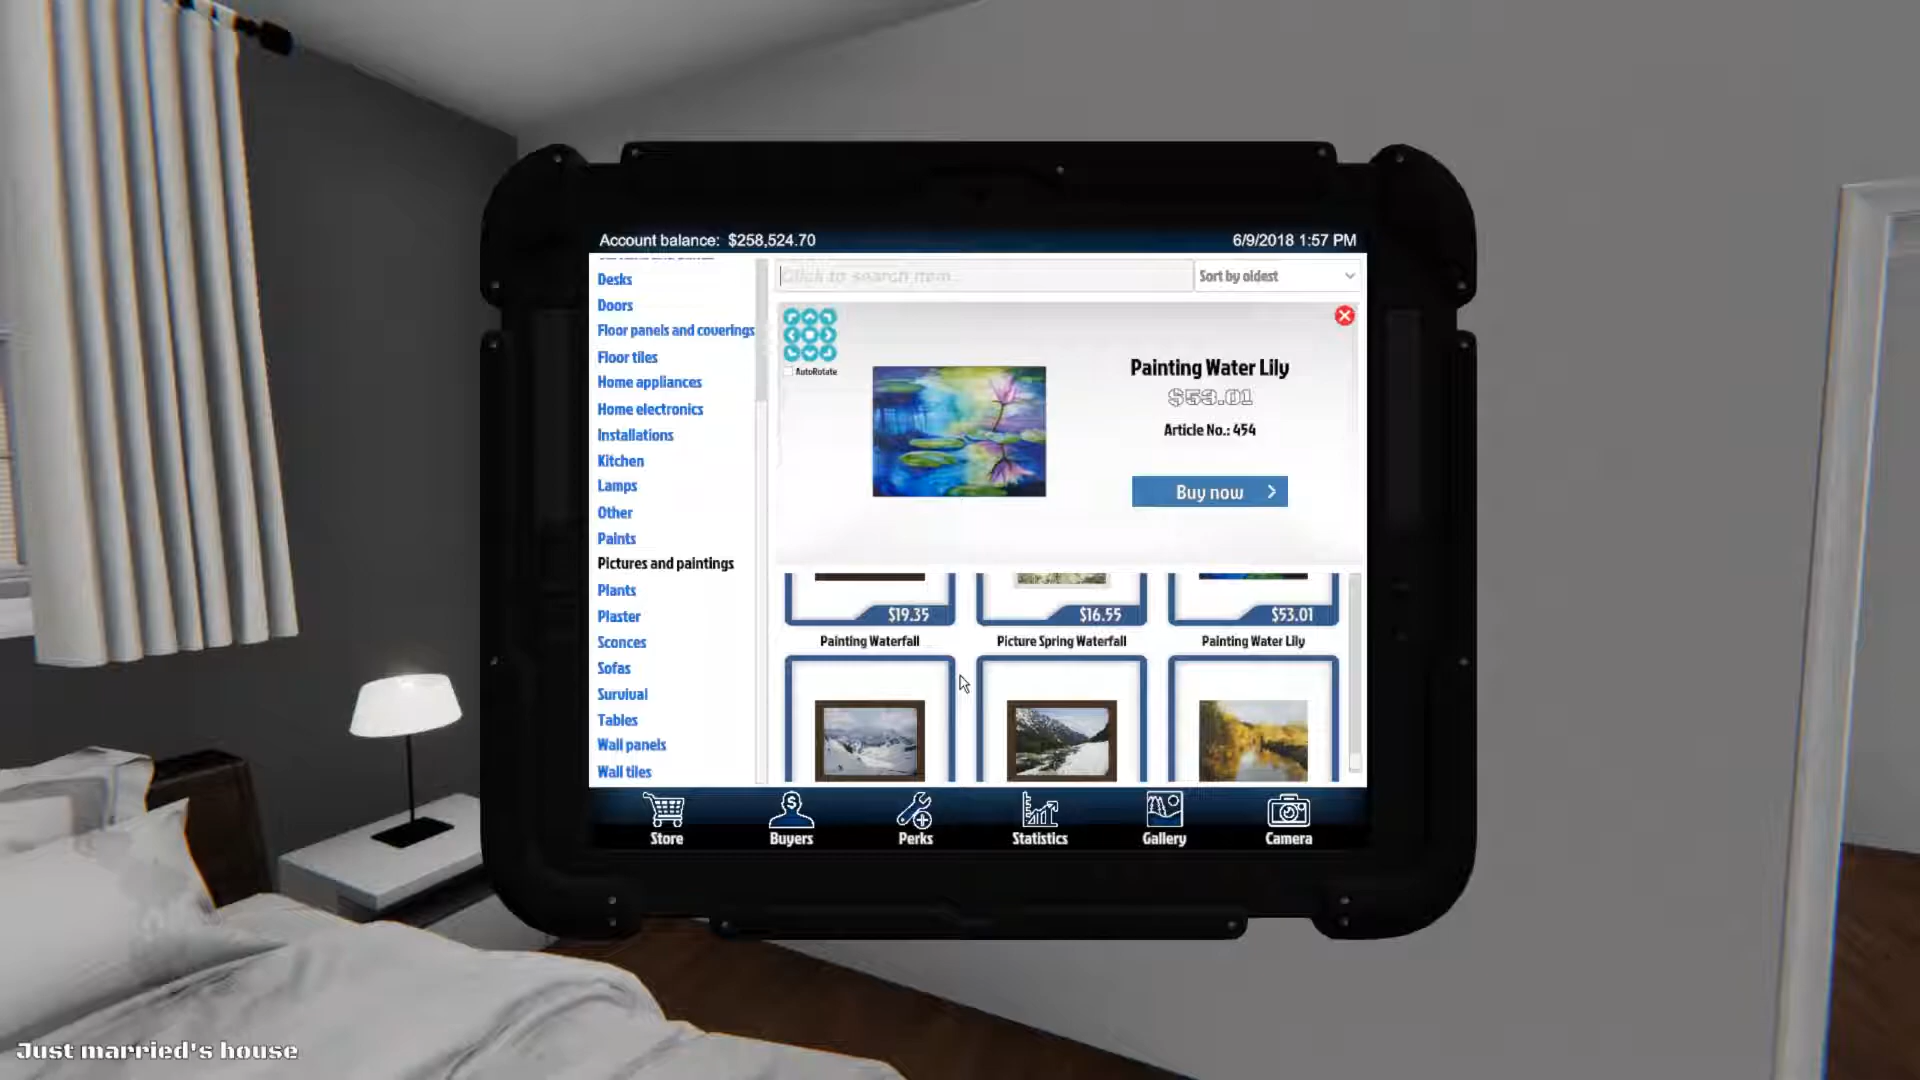 Account balance: $258,524.70
6/9/2018 1:57 PM
Desks
Doors
Floor panels and coverings
Floor tiles
Home appliances
Home electronics
Installations
Kitchen
Lamps
Other
Paints
Pictures and paintings
Plants
Plaster
Sconces
Sofas
Survival
Tables
Wall panels
Wall tiles
Click to search item...
Sort by oldest
AutoRotate
Painting Water Lily
$53.01
Article No.: 454
Buy now
$19.35
$16.55
$53.01
Painting Waterfall
Picture Spring Waterfall
Painting Water Lily
Store
Buyers
Perks
Statistics
Gallery
Camera
Just married's house